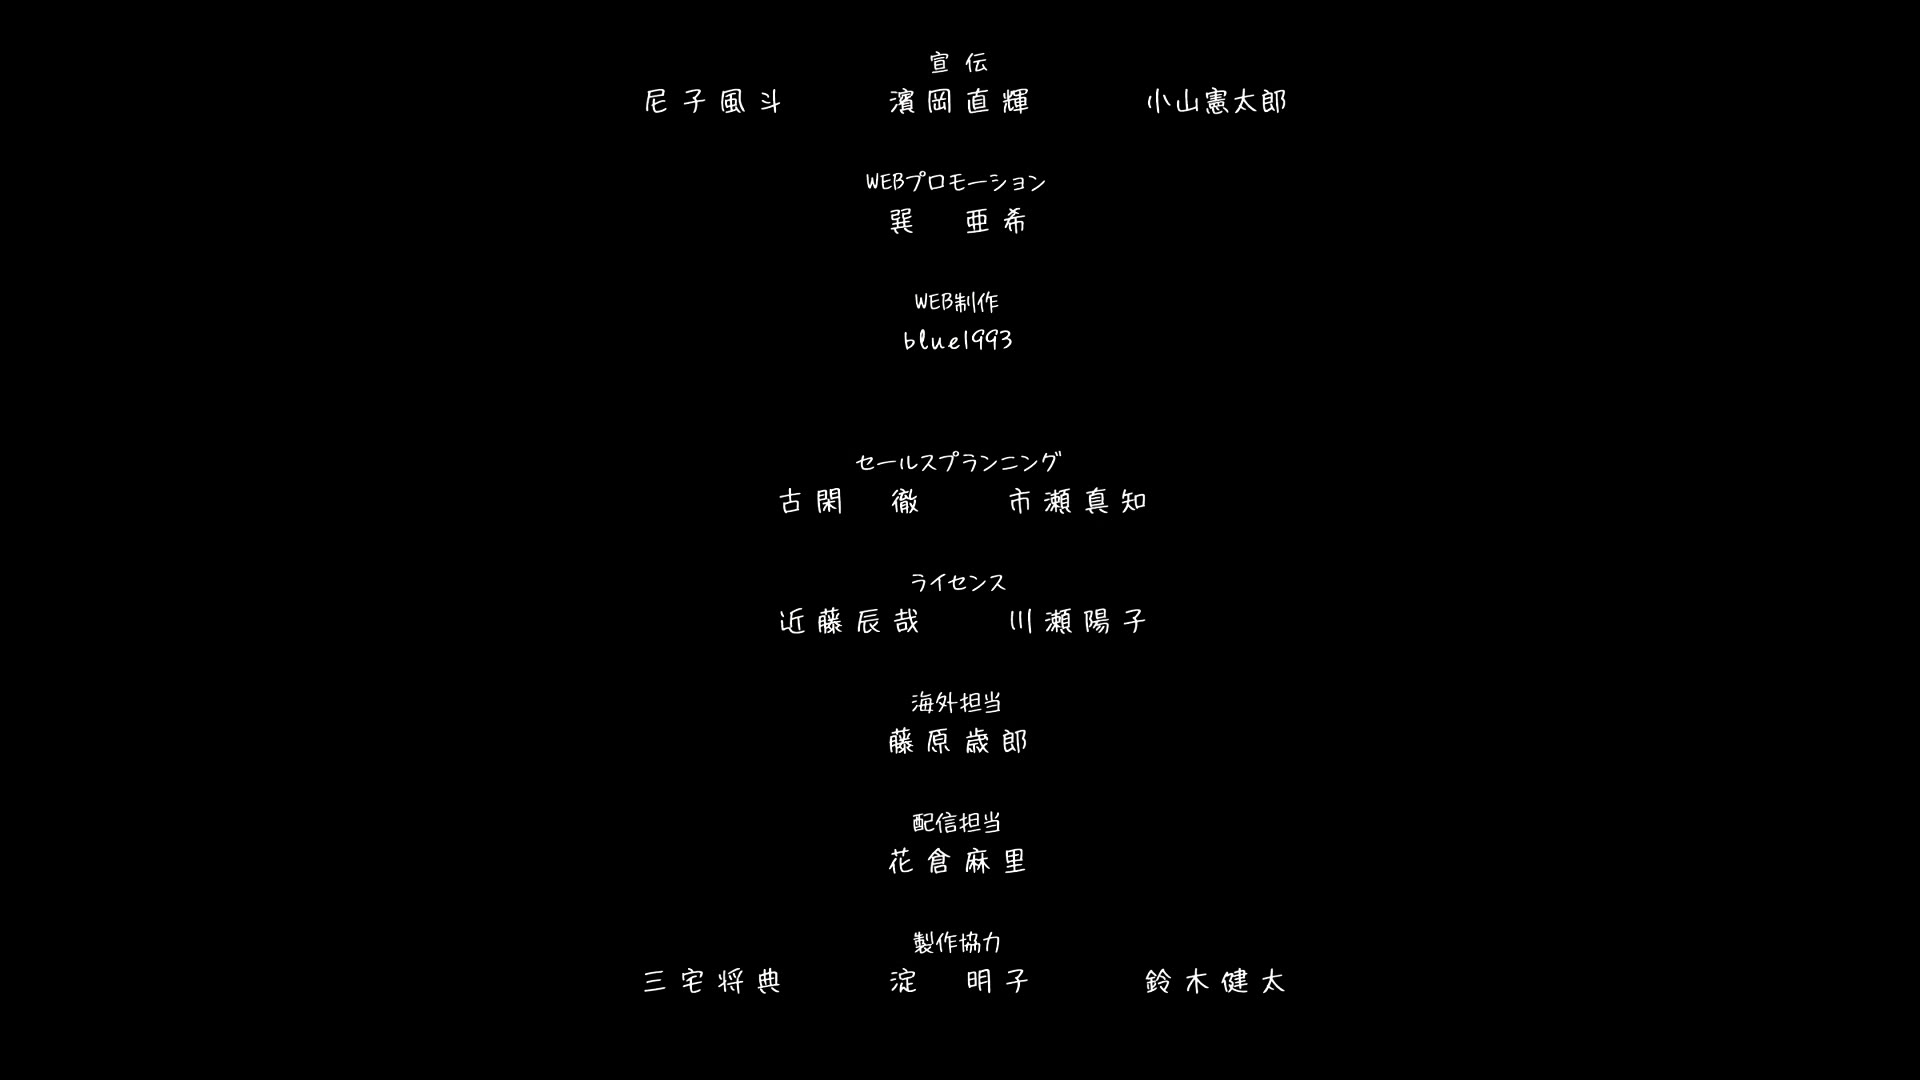 宣 伝
尼子風斗 濱岡直輝 小山憲太郎
WEBプロモーション
巽 亜希
WEB制作
blue1993
セールスプランニング
古閑 徹 市瀬真知
ライセンス
近藤辰哉 川瀬陽子
海外担当
藤原歳郎
配信担当
花倉麻里
製作協力
三宅将典 淀 明子 鈴木健太